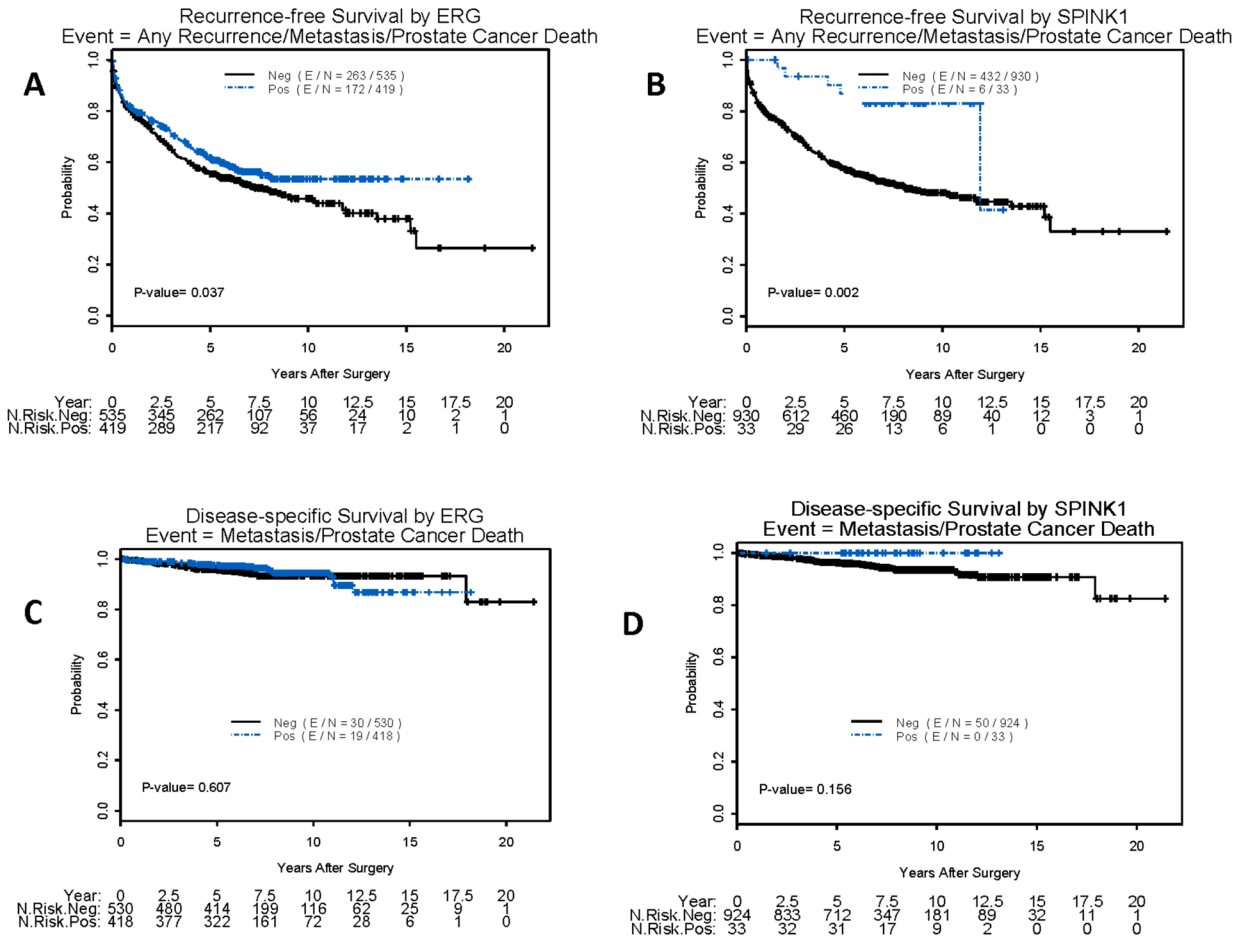 Recurrence-free Survival by ERG
Event = Any Recurrence/Metastasis/Prostate Cancer Death
A
Neg ( E / N = 263 / 535 )
Pos ( E / N = 172 / 419 )
Probability
1.0
0.8
0.6
0.4
0.2
0.0
P-value= 0.037
0 5 10 15 20
Years After Surgery
Year: 0 2.5 5 7.5 10 12.5 15 17.5 20
N.Risk.Neg: 535 345 262 107 56 24 10 2 1
N.Risk.Pos: 419 289 217 92 37 17 2 1 0
Recurrence-free Survival by SPINK1
Event = Any Recurrence/Metastasis/Prostate Cancer Death
B
Neg ( E / N = 432 / 930 )
Pos ( E / N = 6 / 33 )
Probability
1.0
0.8
0.6
0.4
0.2
0.0
P-value= 0.002
0 5 10 15 20
Years After Surgery
Year: 0 2.5 5 7.5 10 12.5 15 17.5 20
N.Risk.Neg: 930 612 460 190 89 40 12 3 1
N.Risk.Pos: 33 29 26 13 6 1 0 0 0
Disease-specific Survival by ERG
Event = Metastasis/Prostate Cancer Death
C
Probability
1.0
0.8
0.6
0.4
0.2
0.0
Neg ( E / N = 30 / 530 )
Pos ( E / N = 19 / 418 )
P-value= 0.607
0 5 10 15 20
Years After Surgery
Year: 0 2.5 5 7.5 10 12.5 15 17.5 20
N.Risk.Neg: 530 480 414 199 116 62 25 9 1
N.Risk.Pos: 418 377 322 161 72 28 6 1 0
Disease-specific Survival by SPINK1
Event = Metastasis/Prostate Cancer Death
D
Probability
1.0
0.8
0.6
0.4
0.2
0.0
Neg ( E / N = 50 / 924 )
Pos ( E / N = 0 / 33 )
P-value= 0.156
0 5 10 15 20
Years After Surgery
Year: 0 2.5 5 7.5 10 12.5 15 17.5 20
N.Risk.Neg: 924 833 712 347 181 89 32 11 1
N.Risk.Pos: 33 32 31 17 9 2 0 0 0